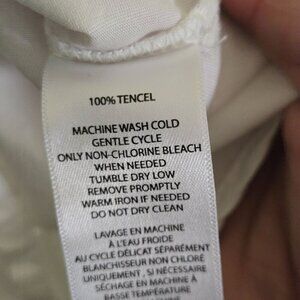 100% TENCEL
MACHINE WASH COLD
GENTLE CYCLE
ONLY NON-CHLORINE BLEACH
WHEN NEEDED
TUMBLE DRY LOW
REMOVE PROMPTLY
WARM IRON IF NEEDED
DO NOT DRY CLEAN
LAVAGE EN MACHINE
À L'EAU FROIDE
AU CYCLE DÉLICAT SÉPARÉMENT
BLANCHISSEUR NON CHLORÉ
UNIQUEMENT, SI NÉCESSAIRE
SÉCHAGE EN MACHINE À
BASSE TEMPÉRATURE